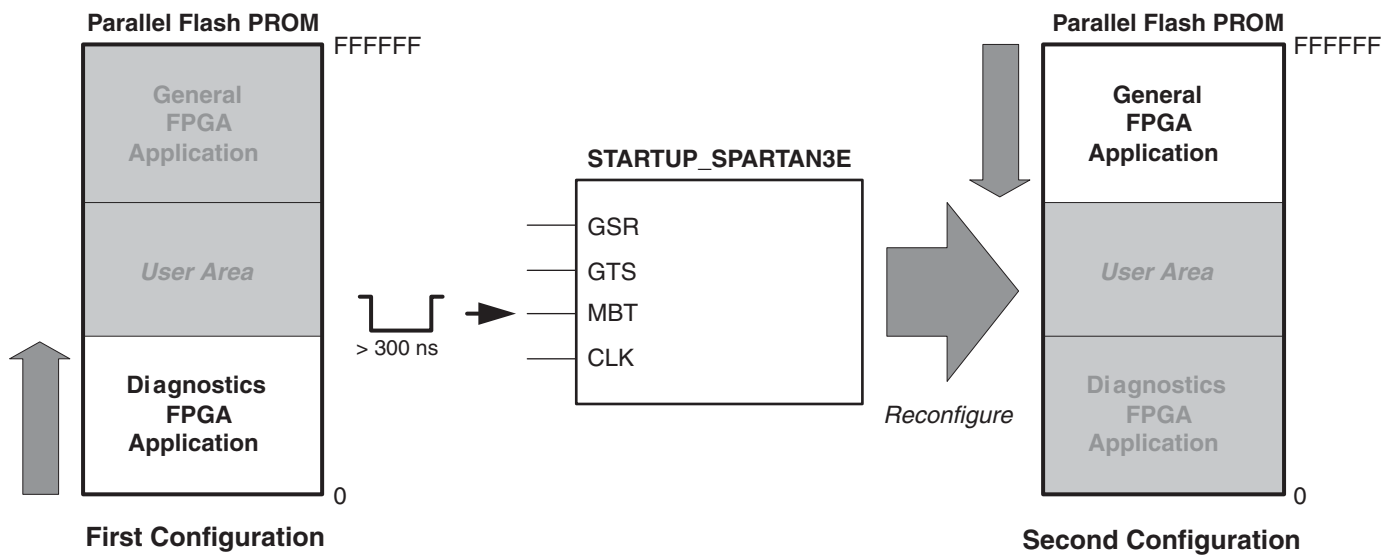 Parallel Flash PROM
FFFFFF
General
FPGA
Application
User Area
Diagnostics
FPGA
Application
0
First Configuration
> 300 ns
STARTUP_SPARTAN3E
GSR
GTS
MBT
CLK
Reconfigure
Parallel Flash PROM
FFFFFF
General
FPGA
Application
User Area
Diagnostics
FPGA
Application
0
Second Configuration